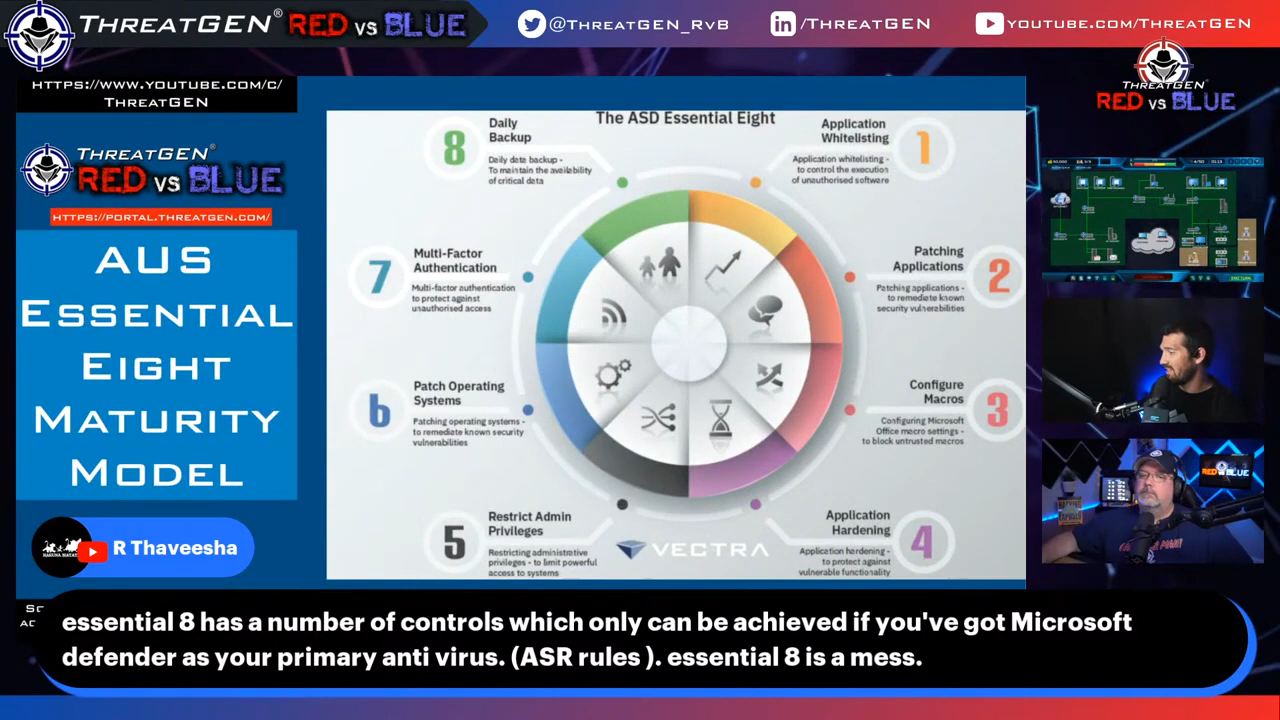 THREATGEN® RED VS BLUE
@THREATGEN_RVB
/THREATGEN
YOUTUBE.COM/THREATGEN
THREATGEN®
RED VS BLUE
HTTPS://WWW.YOUTUBE.COM/C/
THREATGEN
THREATGEN®
RED VS BLUE
HTTPS://PORTAL.THREATGEN.COM/
AUS
ESSENTIAL
EIGHT
MATURITY
MODEL
The ASD Essential Eight
8
Daily
Backup
Daily data backup -
To maintain the availability
of critical data
Application
Whitelisting
1
Application whitelisting -
to control the execution
of unauthorised software
7
Multi-Factor
Authentication
Multi-factor authentication
to protect against
unauthorised access
Patching
Applications
2
Patching applications -
to remediate known
security vulnerabilities
6
Patch Operating
Systems
Patching operating systems -
to remediate known security
vulnerabilities
Configure
Macros
3
Configuring Microsoft
Office macro settings -
to block untrusted macros
5
Restrict Admin
Privileges
Restricting administrative
privileges - to limit powerful
access to systems
Application
Hardening
4
Application hardening -
to protect against
vulnerable functionality
VECTRA
R Thaveesha
essential 8 has a number of controls which only can be achieved if you've got Microsoft
defender as your primary anti virus. (ASR rules ). essential 8 is a mess.